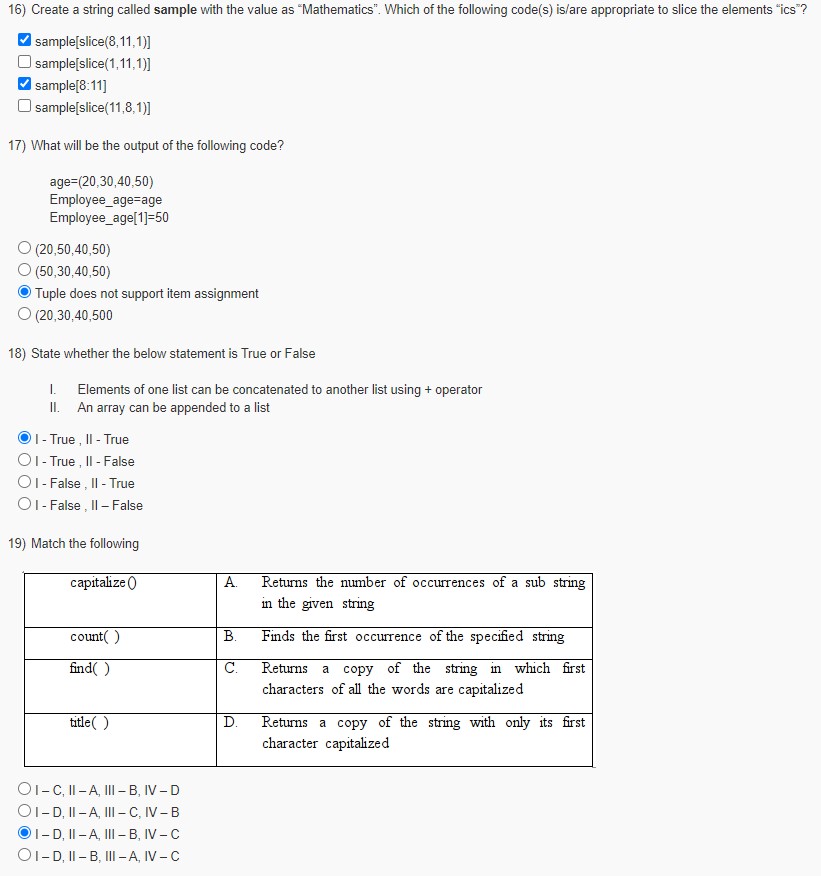 16) Create a string called sample with the value as “Mathematics”. Which of the following code(s) is/are appropriate to slice the elements “ics”?
sample[slice(8,11,1)]
sample[slice(1,11,1)]
sample[8:11]
sample[slice(11,8,1)]
17) What will be the output of the following code?
age=(20,30,40,50)
Employee_age=age
Employee_age[1]=50
(20,50,40,50)
(50,30,40,50)
Tuple does not support item assignment
(20,30,40,500
18) State whether the below statement is True or False
I. Elements of one list can be concatenated to another list using + operator
II. An array can be appended to a list
I - True , II - True
I - True , II - False
I - False , II - True
I - False , II – False
19) Match the following
capitalize() A. Returns the number of occurrences of a sub string
in the given string
count( ) B. Finds the first occurrence of the specified string
find( ) C. Returns a copy of the string in which first
characters of all the words are capitalized
title( ) D. Returns a copy of the string with only its first
character capitalized
I – C, II – A, III – B, IV – D
I – D, II – A, III – C, IV – B
I – D, II – A, III – B, IV – C
I – D, II – B, III – A, IV – C